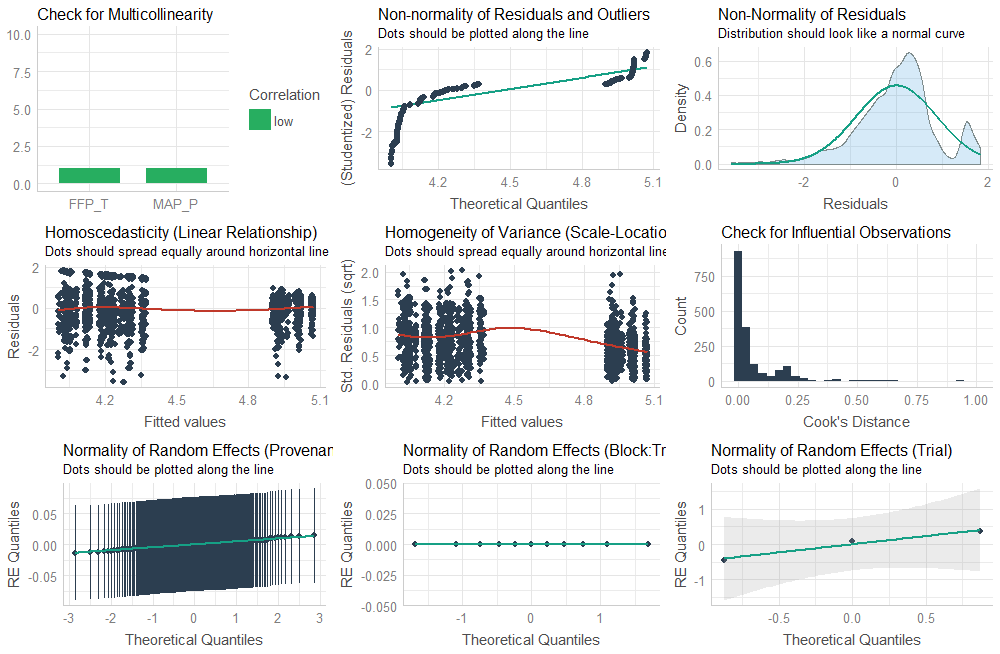 Check for Multicollinearity
10.0
7.5
5.0
2.5
0.0
FFP_T MAP_P
Correlation
low
Non-normality of Residuals and Outliers
Dots should be plotted along the line
(Studentized) Residuals
2
0
-2
4.2 4.5 4.8 5.1
Theoretical Quantiles
Non-Normality of Residuals
Distribution should look like a normal curve
Density
0.6
0.4
0.2
0.0
-2 0 2
Residuals
Homoscedasticity (Linear Relationship)
Dots should spread equally around horizontal line
Residuals
2
0
-2
4.2 4.5 4.8 5.1
Fitted values
Homogeneity of Variance (Scale-Locatio
Dots should spread equally around horizontal line
Std. Residuals (sqrt)
2.0
1.5
1.0
0.5
0.0
4.2 4.5 4.8 5.1
Fitted values
Check for Influential Observations
Count
750
500
250
0
0.00 0.25 0.50 0.75 1.00
Cook's Distance
Normality of Random Effects (Provenan
Dots should be plotted along the line
RE Quantiles
0.05
0.00
-0.05
-3 -2 -1 0 1 2 3
Theoretical Quantiles
Normality of Random Effects (Block:Tr
Dots should be plotted along the line
RE Quantiles
0.050
0.025
0.000
-0.025
-0.050
-1 0 1
Theoretical Quantiles
Normality of Random Effects (Trial)
Dots should be plotted along the line
RE Quantiles
1
0
-1
-0.5 0.0 0.5
Theoretical Quantiles